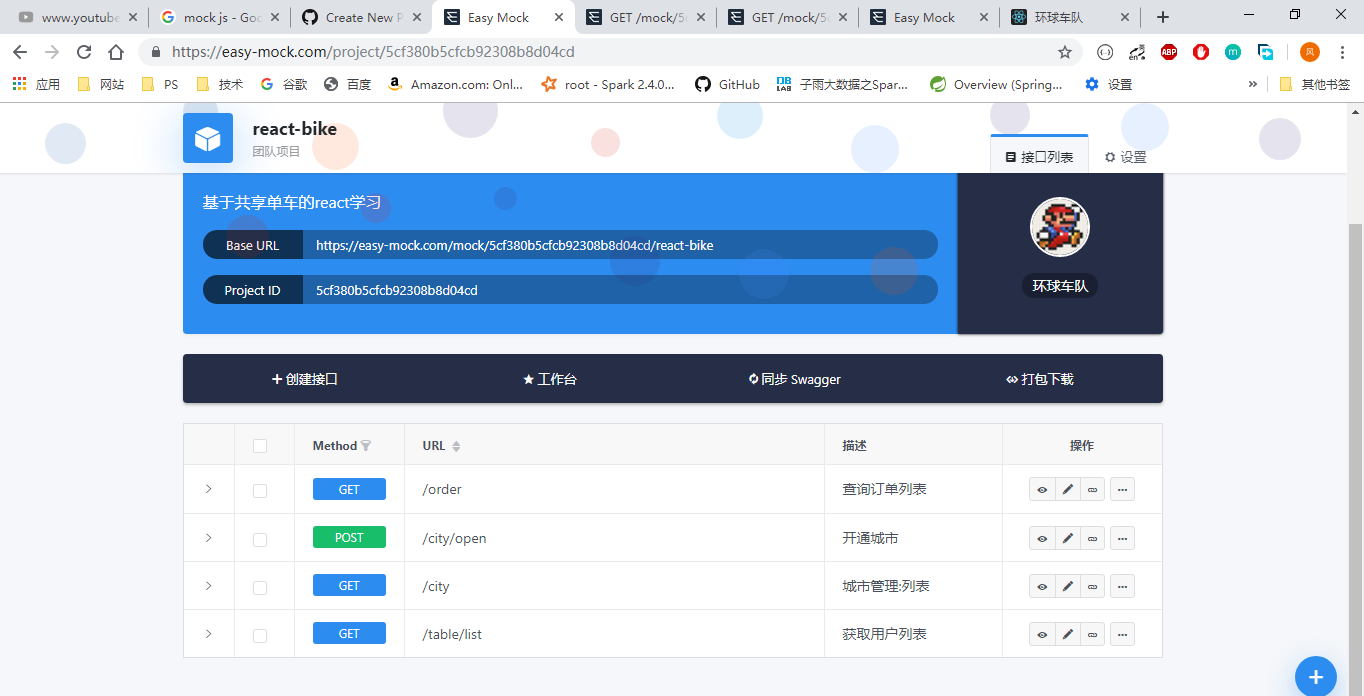 www.youtube
mock js - Goo
Create New P
Easy Mock
GET /mock/5
GET /mock/5
Easy Mock
环球车队
https://easy-mock.com/project/5cf380b5cfcb92308b8d04cd
ABP
m
风
应用
网站
PS
技术
谷歌
百度
Amazon.com: Onl...
root - Spark 2.4.0...
GitHub
子雨大数据之Spar...
Overview (Spring...
设置
»
其他书签
react-bike
团队项目
接口列表
设置
基于共享单车的react学习
Base URL
https://easy-mock.com/mock/5cf380b5cfcb92308b8d04cd/react-bike
Project ID
5cf380b5cfcb92308b8d04cd
环球车队
创建接口
工作台
同步 Swagger
打包下载
Method
URL
描述
操作
GET
/order
查询订单列表
POST
/city/open
开通城市
GET
/city
城市管理:列表
GET
/table/list
获取用户列表